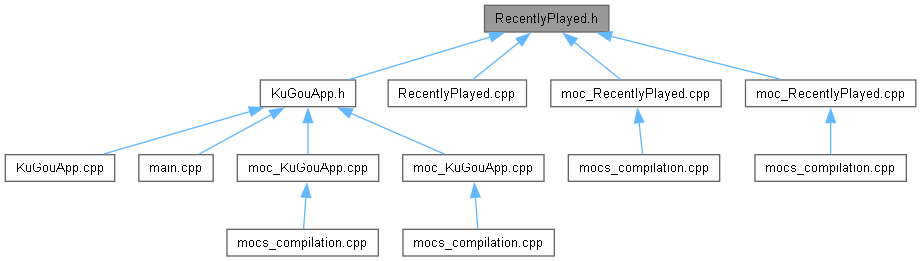 RecentlyPlayed.h
KuGouApp.h
RecentlyPlayed.cpp
moc_RecentlyPlayed.cpp
moc_RecentlyPlayed.cpp
KuGouApp.cpp
main.cpp
moc_KuGouApp.cpp
moc_KuGouApp.cpp
mocs_compilation.cpp
mocs_compilation.cpp
mocs_compilation.cpp
mocs_compilation.cpp